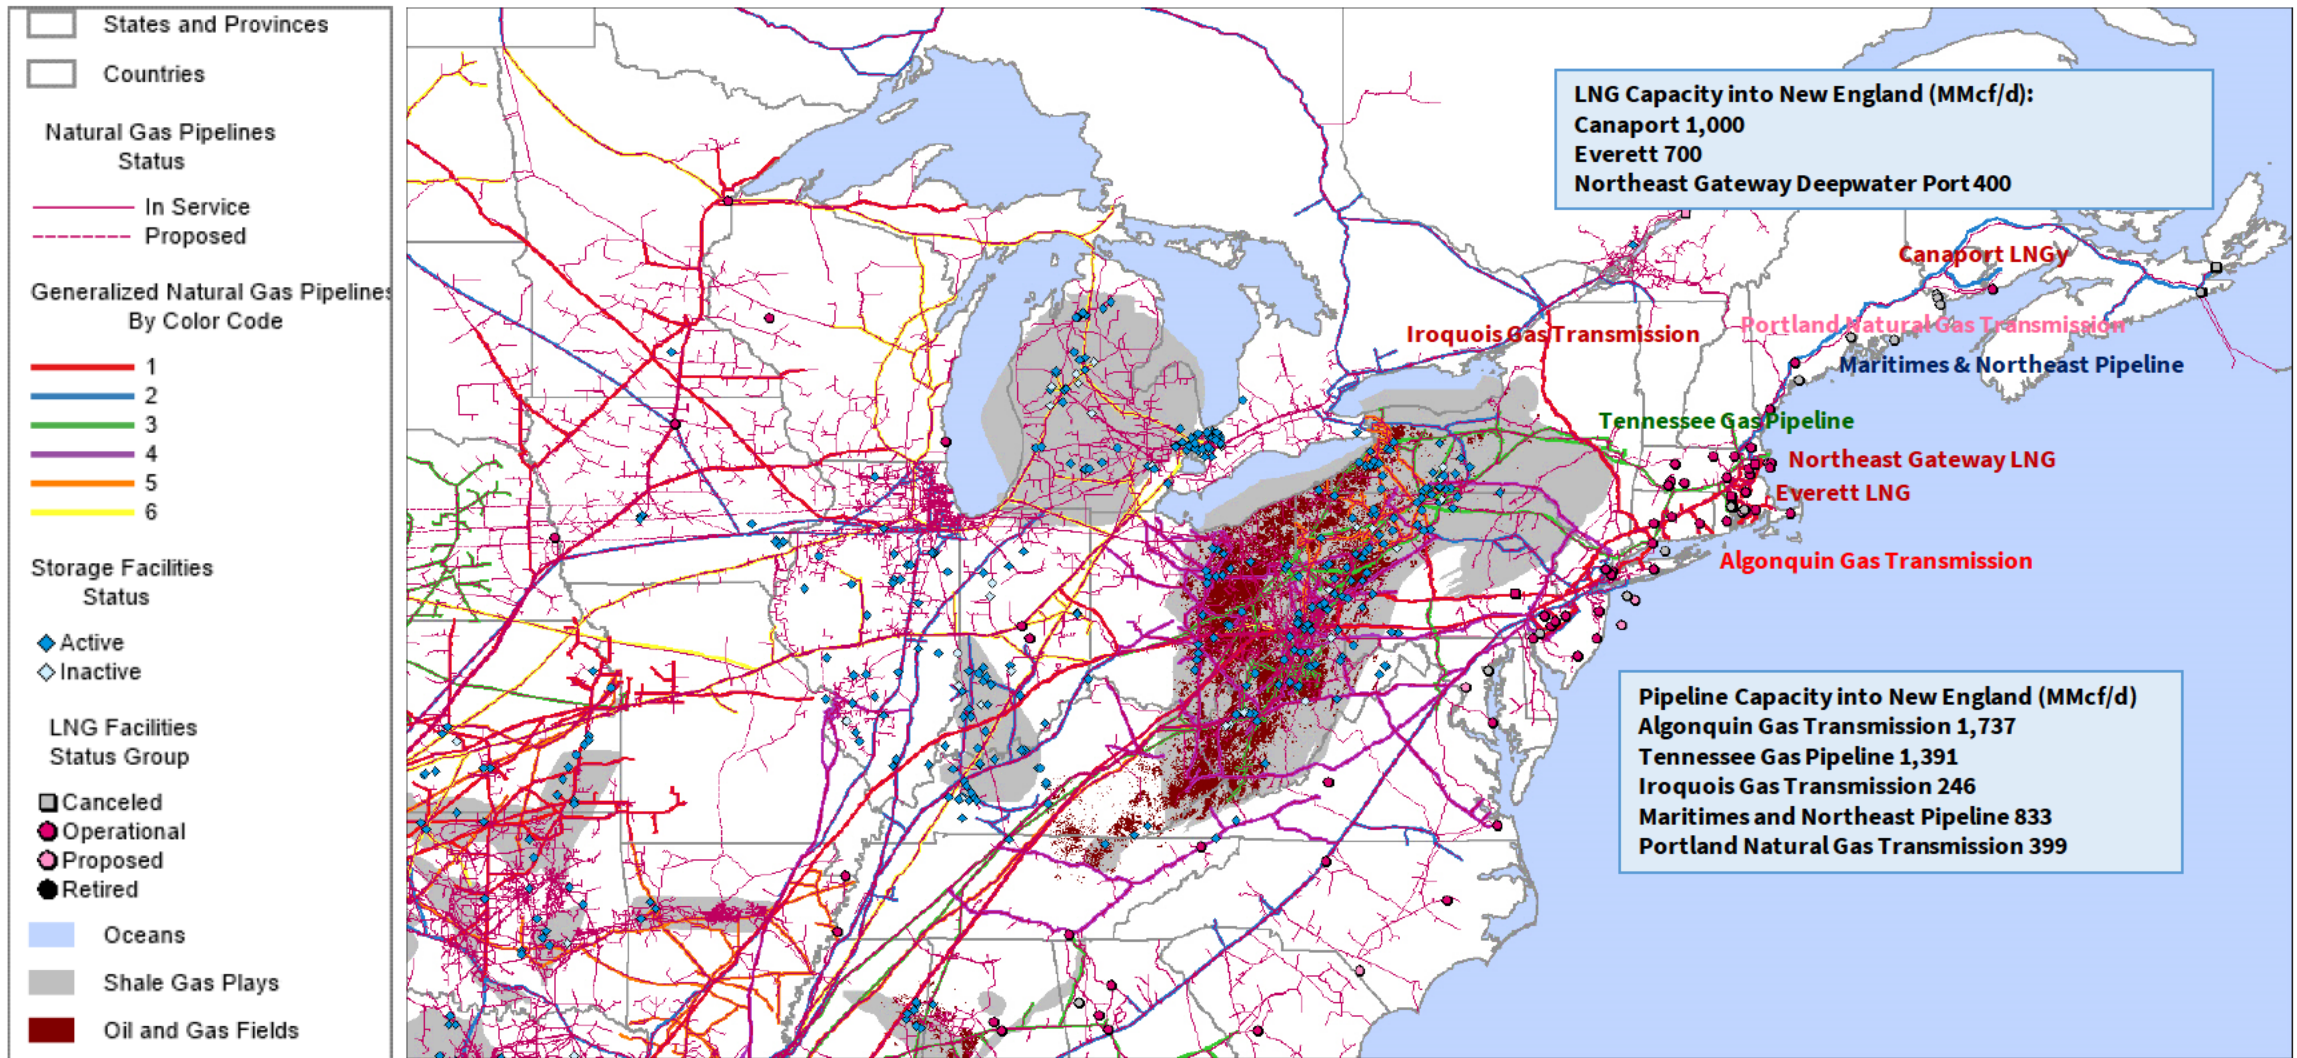 States and Provinces
Countries
Natural Gas Pipelines
Status
In Service
Proposed
Generalized Natural Gas Pipelines
By Color Code
1
2
3
4
5
6
Storage Facilities
Status
Active
Inactive
LNG Facilities
Status Group
Canceled
Operational
Proposed
Retired
Oceans
Shale Gas Plays
Oil and Gas Fields
LNG Capacity into New England (MMcf/d):
Canaport 1,000
Everett 700
Northeast Gateway Deepwater Port 400
Canaport LNGy
Iroquois Gas Transmission
Portland Natural Gas Transmission
Maritimes & Northeast Pipeline
Tennessee Gas Pipeline
Northeast Gateway LNG
Everett LNG
Algonquin Gas Transmission
Pipeline Capacity into New England (MMcf/d)
Algonquin Gas Transmission 1,737
Tennessee Gas Pipeline 1,391
Iroquois Gas Transmission 246
Maritimes and Northeast Pipeline 833
Portland Natural Gas Transmission 399